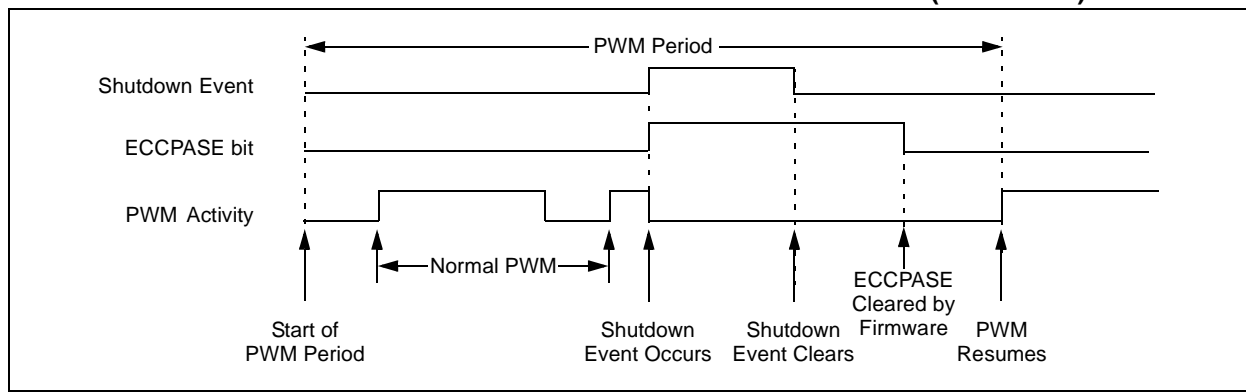 PWM Period
Shutdown Event
ECCPASE bit
PWM Activity
Normal PWM
Start of
PWM Period
Shutdown
Event Occurs
Shutdown
Event Clears
ECCPASE
Cleared by
Firmware
PWM
Resumes